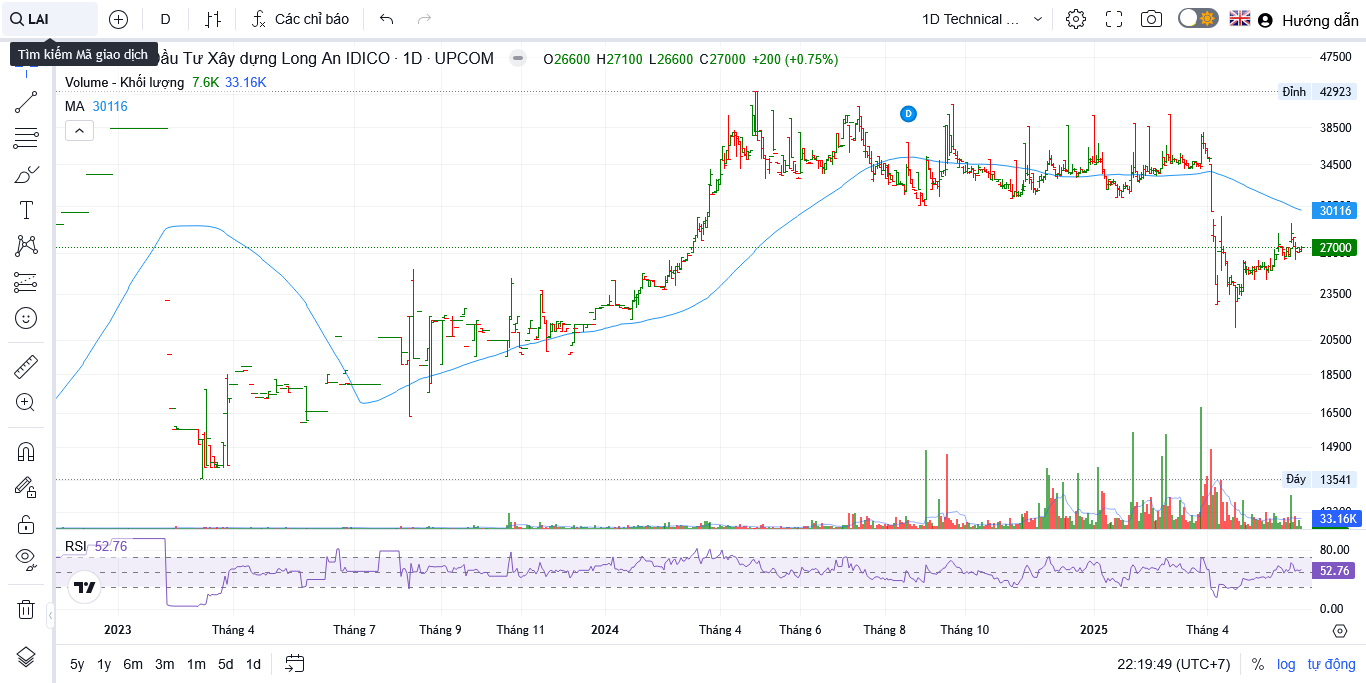 LAI
D
Các chỉ báo
1D Technical ...
Hướng dẫn
Tìm kiếm Mã giao dịch
Đầu Tư Xây dựng Long An IDICO · 1D · UPCOM
O26600 H27100 L26600 C27000 +200 (+0.75%)
Volume - Khối lượng 7.6K 33.16K
MA 30116
D
47500
Đỉnh 42923
38500
34500
30116
27000
23500
20500
18500
16500
14900
Đáy 13541
33.16K
RSI 52.76
80.00
52.76
0.00
2023 Tháng 4 Tháng 7 Tháng 9 Tháng 11 2024 Tháng 4 Tháng 6 Tháng 8 Tháng 10 2025 Tháng 4
5y 1y 6m 3m 1m 5d 1d
22:19:49 (UTC+7) % log tự động